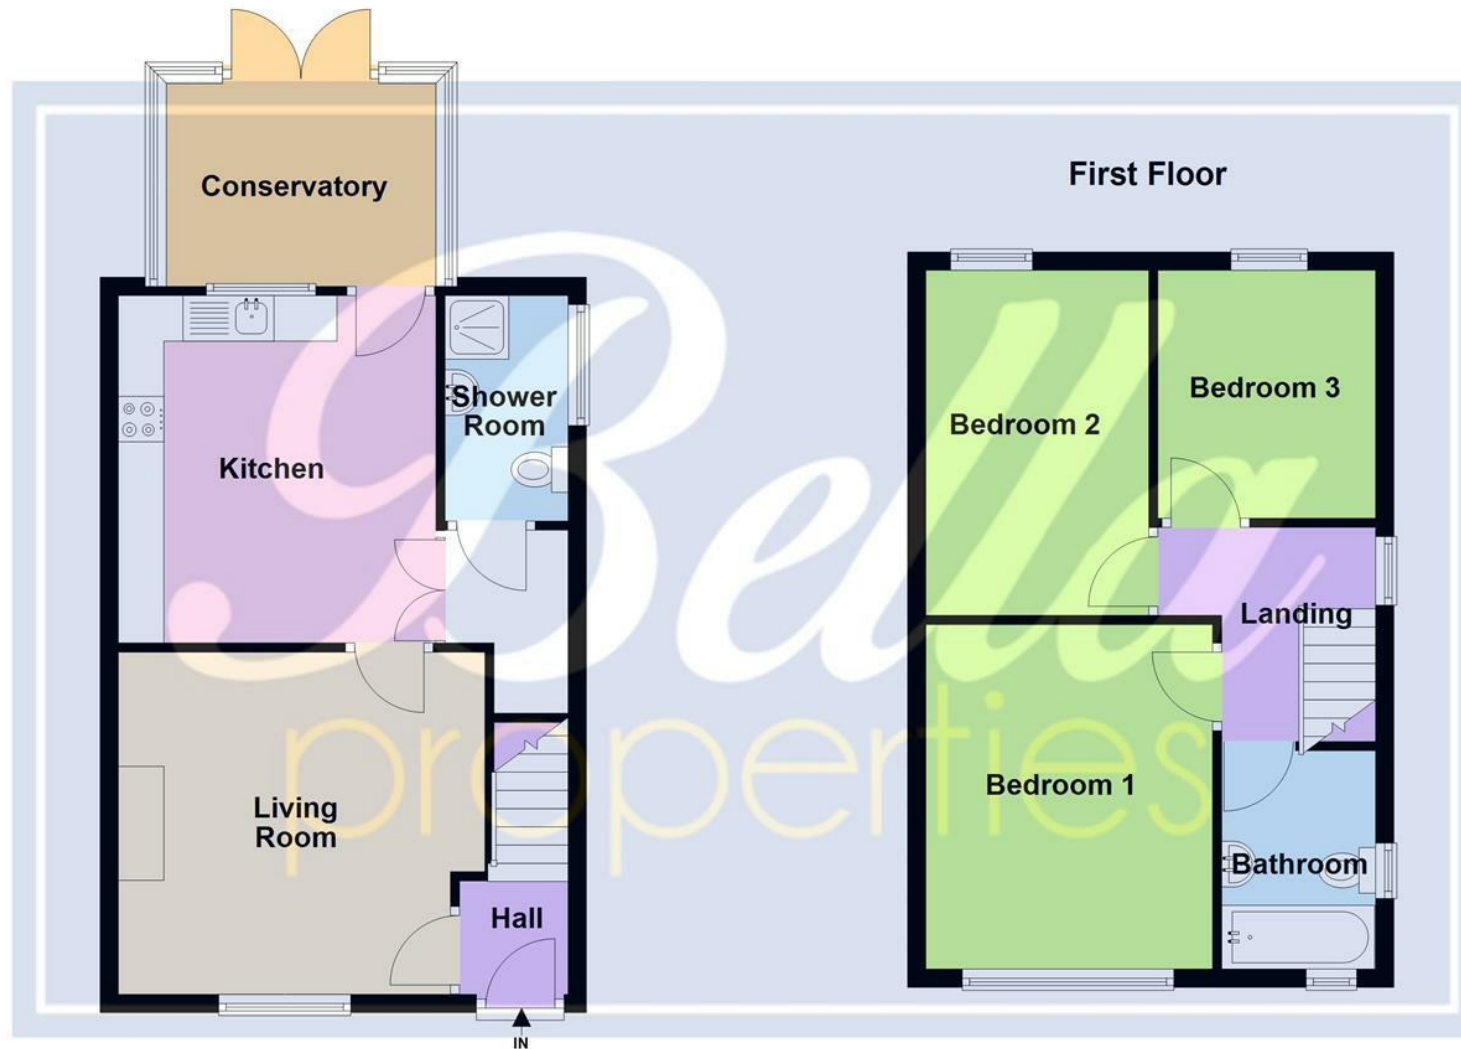 Conservatory
First Floor
Shower
Room
Kitchen
Bedroom 2
Bedroom 3
Landing
Living
Room
Hall
Bedroom 1
Bathroom
IN
Bella
properties